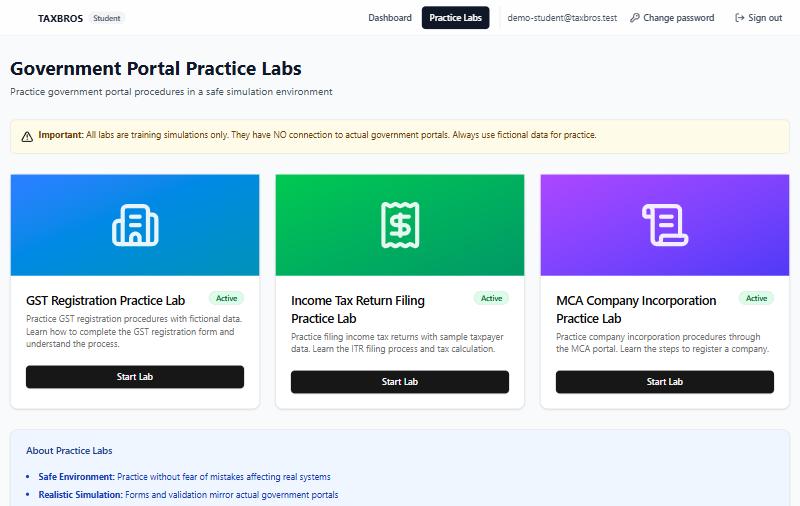 TAXBROS Student Dashboard Practice Labs demo-student@taxbros.test Change password Sign out
Government Portal Practice Labs
Practice government portal procedures in a safe simulation environment
Important: All labs are training simulations only. They have NO connection to actual government portals. Always use fictional data for practice.
GST Registration Practice Lab
Active
Practice GST registration procedures with fictional data.
Learn how to complete the GST registration form and
understand the process.
Start Lab
Income Tax Return Filing
Practice Lab
Active
Practice filing income tax returns with sample taxpayer
data. Learn the ITR filing process and tax calculation.
Start Lab
MCA Company Incorporation
Practice Lab
Active
Practice company incorporation procedures through
the MCA portal. Learn the steps to register a company.
Start Lab
About Practice Labs
• Safe Environment: Practice without fear of mistakes affecting real systems
• Realistic Simulation: Forms and validation mirror actual government portals